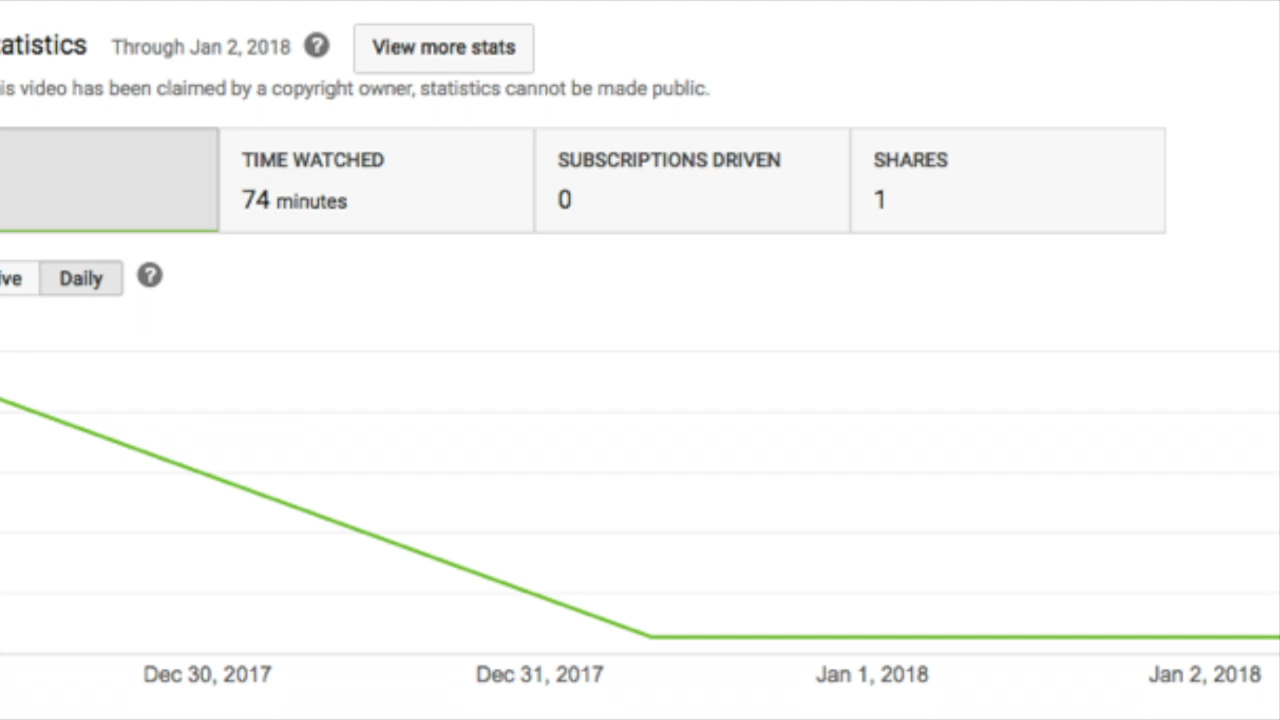 atistics Through Jan 2, 2018 ? View more stats
is video has been claimed by a copyright owner, statistics cannot be made public.
TIME WATCHED SUBSCRIPTIONS DRIVEN SHARES
74 minutes 0 1
ive Daily ?
Dec 30, 2017 Dec 31, 2017 Jan 1, 2018 Jan 2, 2018